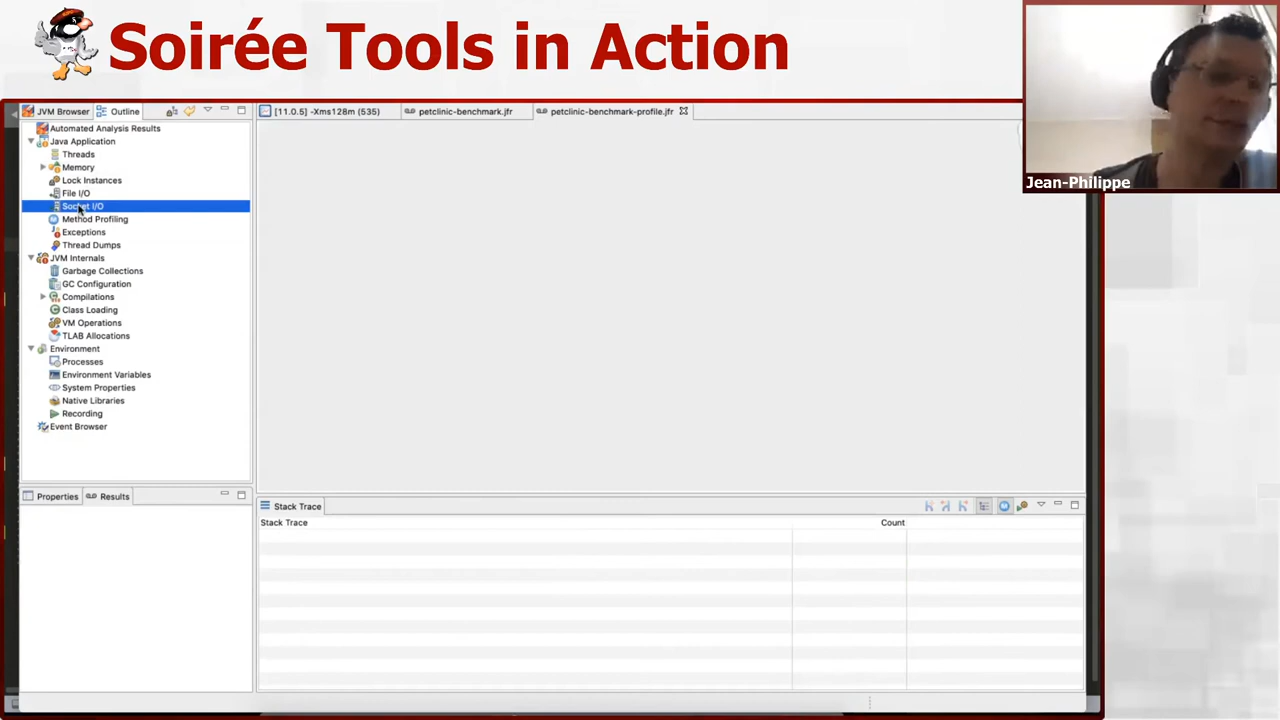 Soirée Tools in Action
Jean-Philippe
JVM Browser
Outline
[11.0.5] -Xms128m (535)
petclinic-benchmark.jfr
petclinic-benchmark-profile.jfr
Automated Analysis Results
Java Application
Threads
Memory
Lock Instances
File I/O
Socket I/O
Method Profiling
Exceptions
Thread Dumps
JVM Internals
Garbage Collections
GC Configuration
Compilations
Class Loading
VM Operations
TLAB Allocations
Environment
Processes
Environment Variables
System Properties
Native Libraries
Recording
Event Browser
Properties
Results
Stack Trace
Stack Trace
Count